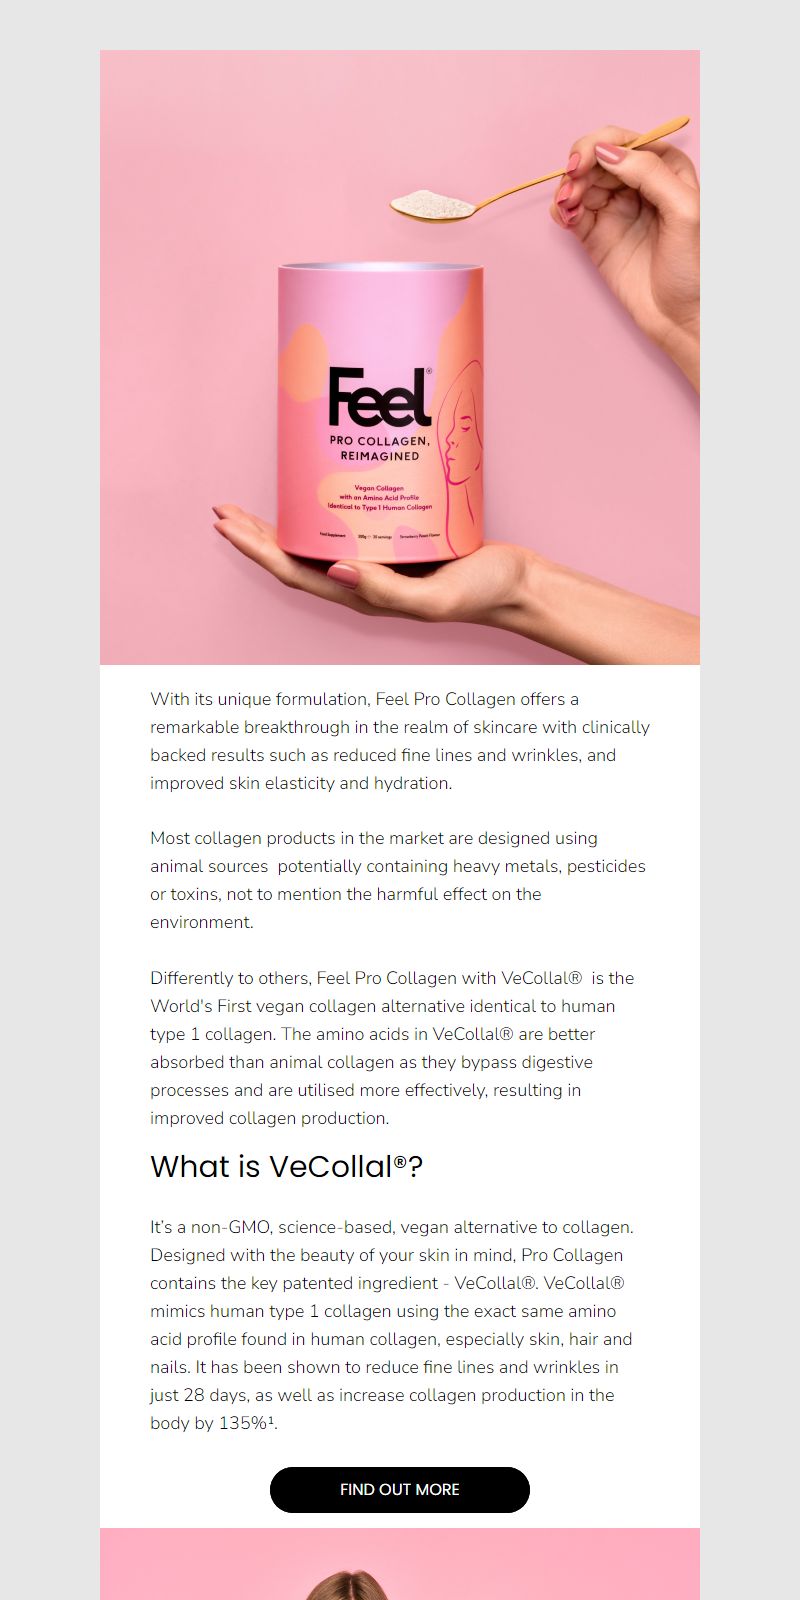 Feel®
PRO COLLAGEN,
REIMAGINED
Vegan Collagen
with an Amino Acid Profile
Identical to Type 1 Human Collagen
Food Supplement 30 servings Strawberry Peach Flavour
With its unique formulation, Feel Pro Collagen offers a
remarkable breakthrough in the realm of skincare with clinically
backed results such as reduced fine lines and wrinkles, and
improved skin elasticity and hydration.
Most collagen products in the market are designed using
animal sources  potentially containing heavy metals, pesticides
or toxins, not to mention the harmful effect on the
environment.
Differently to others, Feel Pro Collagen with VeCollal®  is the
World's First vegan collagen alternative identical to human
type 1 collagen. The amino acids in VeCollal® are better
absorbed than animal collagen as they bypass digestive
processes and are utilised more effectively, resulting in
improved collagen production.
What is VeCollal®?
It’s a non-GMO, science-based, vegan alternative to collagen.
Designed with the beauty of your skin in mind, Pro Collagen
contains the key patented ingredient - VeCollal®. VeCollal®
mimics human type 1 collagen using the exact same amino
acid profile found in human collagen, especially skin, hair and
nails. It has been shown to reduce fine lines and wrinkles in
just 28 days, as well as increase collagen production in the
body by 135%¹.
FIND OUT MORE